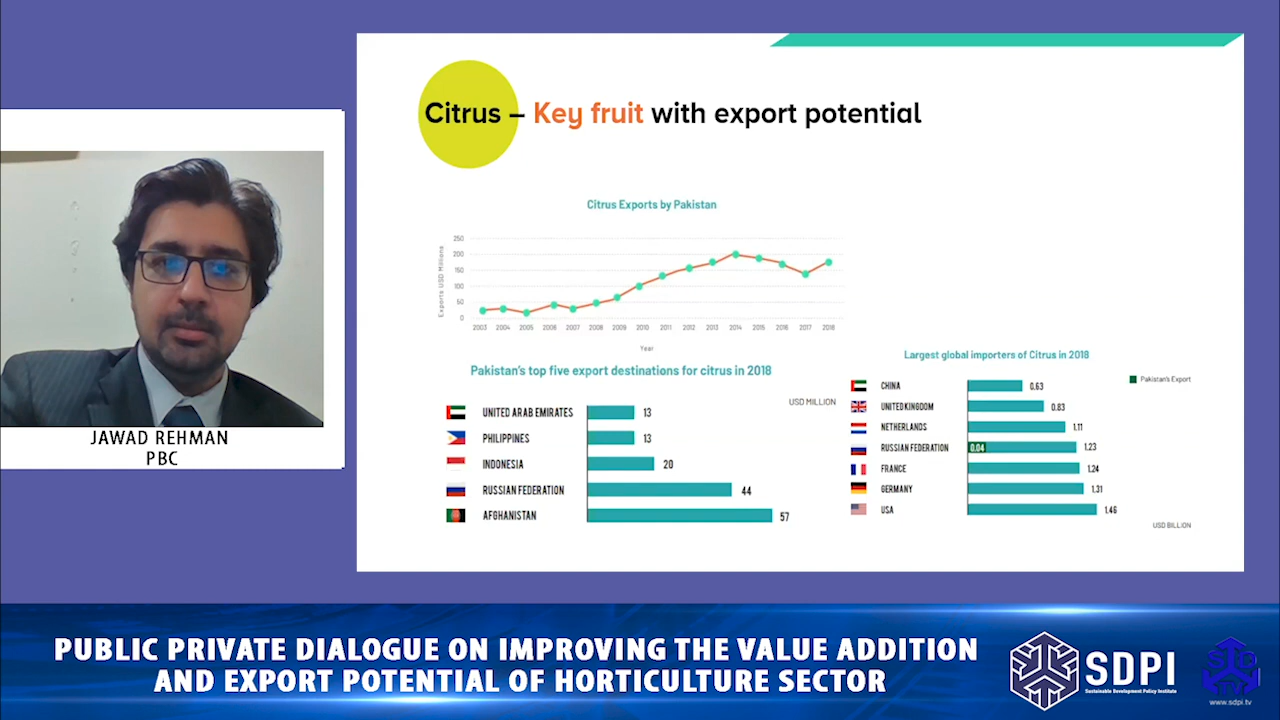 Citrus – Key fruit with export potential
Citrus Exports by Pakistan
Exports USD Millions
250
200
150
100
50
0
2003 2004 2005 2006 2007 2008 2009 2010 2011 2012 2013 2014 2015 2016 2017 2018
Year
Pakistan's top five export destinations for citrus in 2018
USD MILLION
UNITED ARAB EMIRATES 13
PHILIPPINES 13
INDONESIA 20
RUSSIAN FEDERATION 44
AFGHANISTAN 57
Largest global importers of Citrus in 2018
Pakistan's Export
CHINA 0.63
UNITED KINGDOM 0.83
NETHERLANDS 1.11
RUSSIAN FEDERATION 0.04 1.23
FRANCE 1.24
GERMANY 1.31
USA 1.46
USD BILLION
JAWAD REHMAN
PBC
PUBLIC PRIVATE DIALOGUE ON IMPROVING THE VALUE ADDITION
AND EXPORT POTENTIAL OF HORTICULTURE SECTOR
SDPI
Sustainable Development Policy Institute
SDTV
www.sdpi.tv